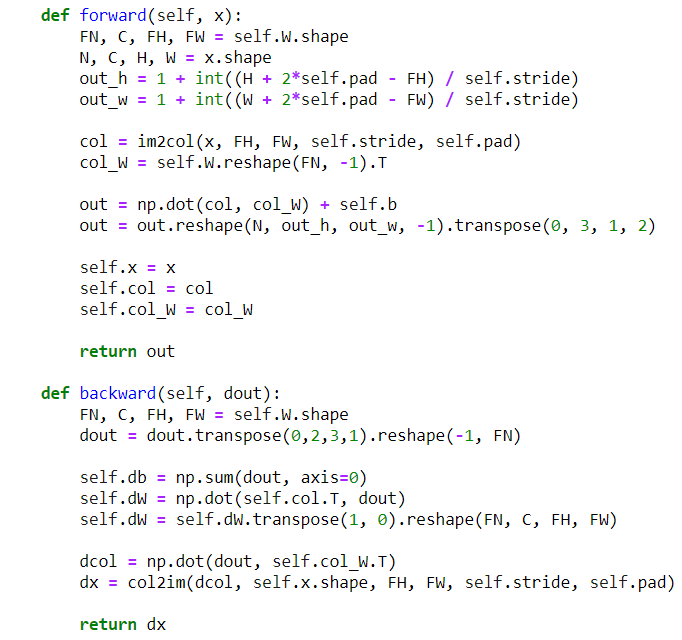 def forward(self, x):
    FN, C, FH, FW = self.W.shape
    N, C, H, W = x.shape
    out_h = 1 + int((H + 2*self.pad - FH) / self.stride)
    out_w = 1 + int((W + 2*self.pad - FW) / self.stride)

    col = im2col(x, FH, FW, self.stride, self.pad)
    col_W = self.W.reshape(FN, -1).T

    out = np.dot(col, col_W) + self.b
    out = out.reshape(N, out_h, out_w, -1).transpose(0, 3, 1, 2)

    self.x = x
    self.col = col
    self.col_W = col_W

    return out

def backward(self, dout):
    FN, C, FH, FW = self.W.shape
    dout = dout.transpose(0,2,3,1).reshape(-1, FN)

    self.db = np.sum(dout, axis=0)
    self.dW = np.dot(self.col.T, dout)
    self.dW = self.dW.transpose(1, 0).reshape(FN, C, FH, FW)

    dcol = np.dot(dout, self.col_W.T)
    dx = col2im(dcol, self.x.shape, FH, FW, self.stride, self.pad)

    return dx